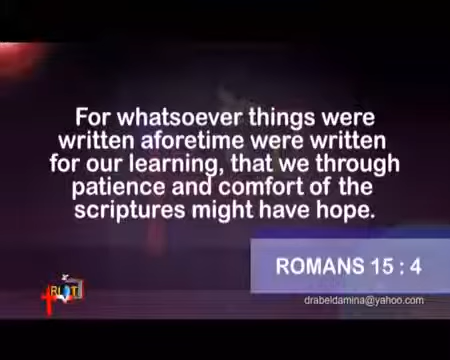 For whatsoever things were
written aforetime were written
for our learning, that we through
patience and comfort of the
scriptures might have hope.
ROMANS 15 : 4
drabeldamina@yahoo.com